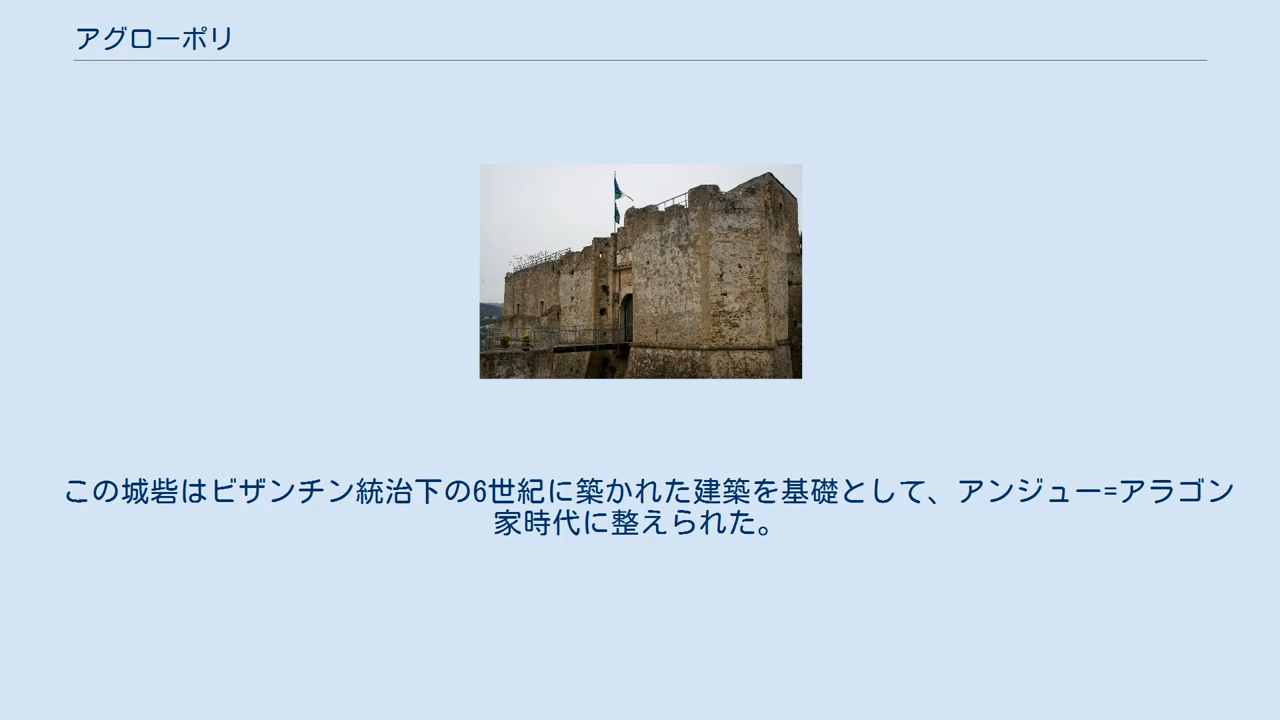 アグローポリ
この城砦はビザンチン統治下の6世紀に築かれた建築を基礎として、アンジュー=アラゴン
家時代に整えられた。